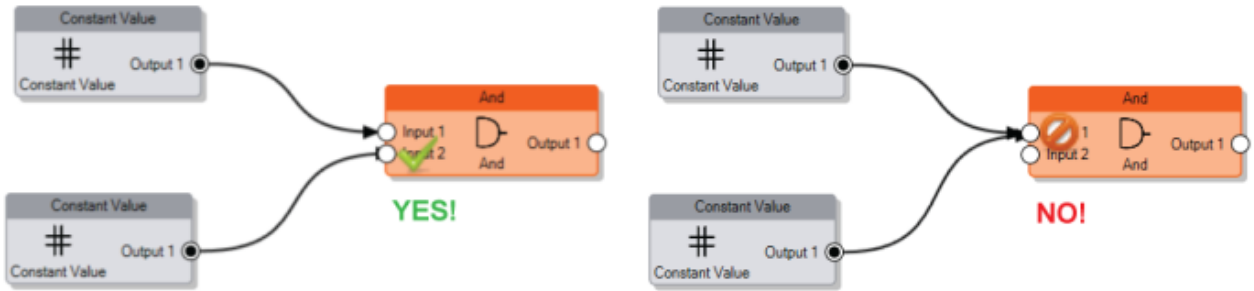 Constant Value
Output 1
Constant Value
And
Input 1
Input 2
Output 1
And
YES!
Constant Value
Output 1
Constant Value
Constant Value
Output 1
Constant Value
And
1
Input 2
Output 1
And
NO!
Constant Value
Output 1
Constant Value